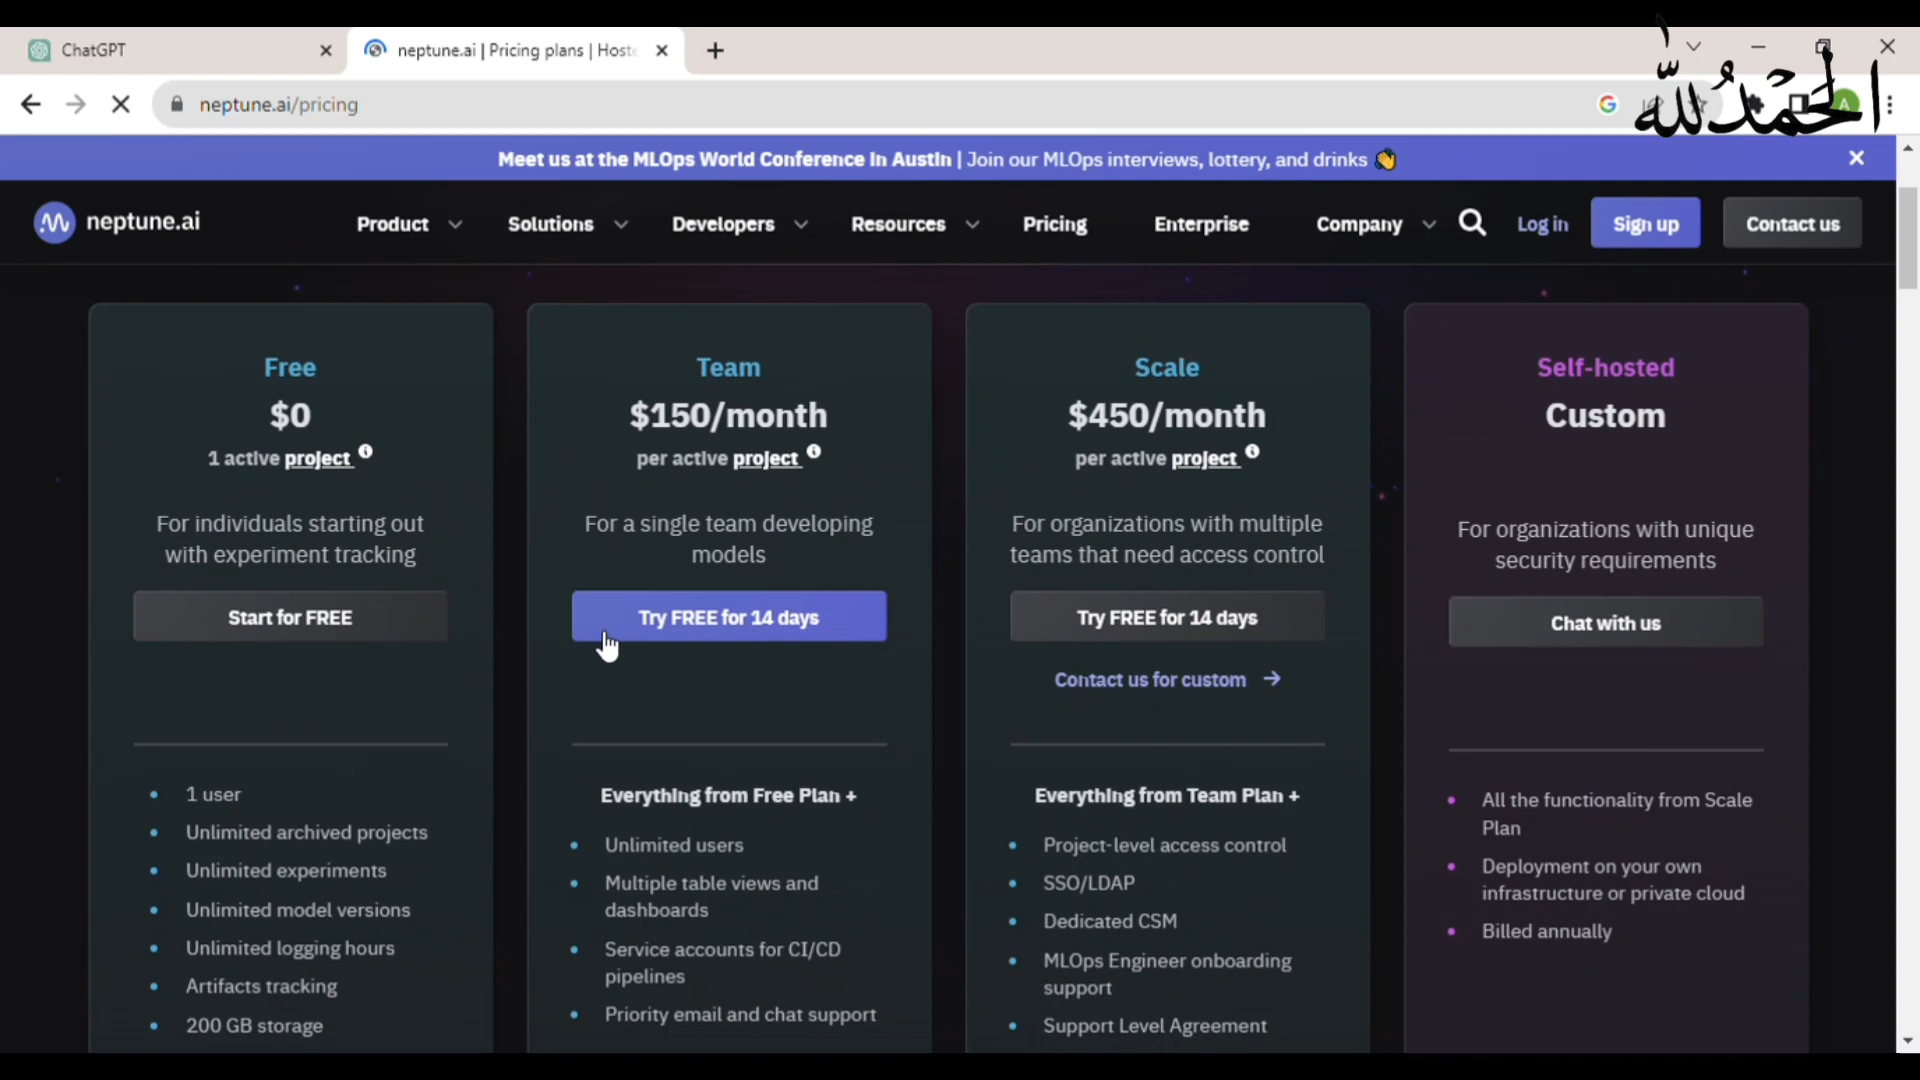 ChatGPT
neptune.ai | Pricing plans | Hoste
الحمد لله
neptune.ai/pricing
A
Meet us at the MLOps World Conference in Austin | Join our MLOps interviews, lottery, and drinks 👏
neptune.ai
Product
Solutions
Developers
Resources
Pricing
Enterprise
Company
Log in
Sign up
Contact us
Free
$0
1 active project
For individuals starting out
with experiment tracking
Start for FREE
1 user
Unlimited archived projects
Unlimited experiments
Unlimited model versions
Unlimited logging hours
Artifacts tracking
200 GB storage
Team
$150/month
per active project
For a single team developing
models
Try FREE for 14 days
Everything from Free Plan +
Unlimited users
Multiple table views and
dashboards
Service accounts for CI/CD
pipelines
Priority email and chat support
Scale
$450/month
per active project
For organizations with multiple
teams that need access control
Try FREE for 14 days
Contact us for custom →
Everything from Team Plan +
Project-level access control
SSO/LDAP
Dedicated CSM
MLOps Engineer onboarding
support
Support Level Agreement
Self-hosted
Custom
For organizations with unique
security requirements
Chat with us
All the functionality from Scale
Plan
Deployment on your own
infrastructure or private cloud
Billed annually